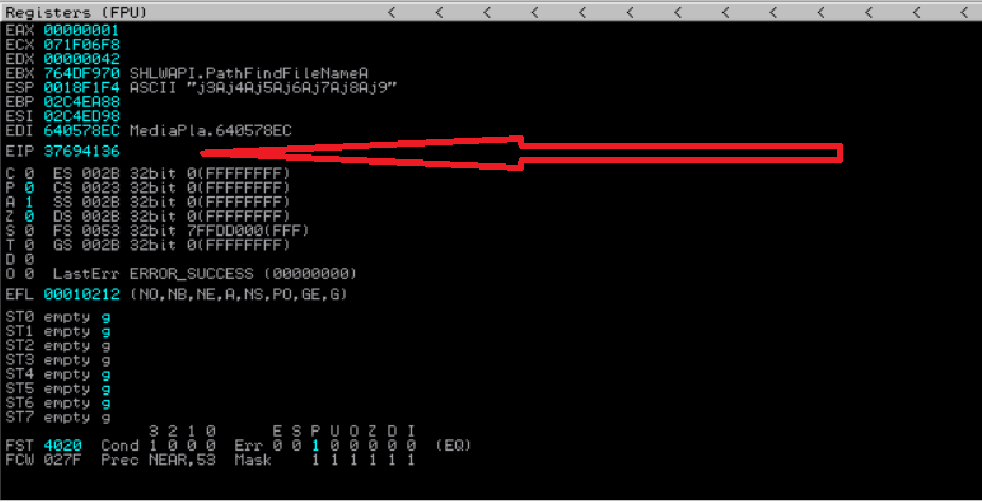 Registers (FPU) < < < < < < < < < < < < <
EAX 00000001
ECX 071F06F8
EDX 00000042
EBX 764DF970 SHLWAPI.PathFindFileNameA
ESP 0018F1F4 ASCII "j3Aj4Aj5Aj6Aj7Aj8Aj9"
EBP 02C4EA88
ESI 02C4ED98
EDI 640578EC MediaPla.640578EC
EIP 37694136
C 0 ES 002B 32bit 0(FFFFFFFF)
P 0 CS 0023 32bit 0(FFFFFFFF)
A 1 SS 002B 32bit 0(FFFFFFFF)
Z 0 DS 002B 32bit 0(FFFFFFFF)
S 0 FS 0053 32bit 7FFDD000(FFF)
T 0 GS 002B 32bit 0(FFFFFFFF)
D 0
O 0 LastErr ERROR_SUCCESS (00000000)
EFL 00010212 (NO,NB,NE,A,NS,PO,GE,G)
ST0 empty g
ST1 empty g
ST2 empty g
ST3 empty g
ST4 empty g
ST5 empty g
ST6 empty g
ST7 empty g
3 2 1 0 E S P U O Z D I
FST 4020 Cond 1 0 0 0 Err 0 0 1 0 0 0 0 0 (EQ)
FCW 027F Prec NEAR,53 Mask 1 1 1 1 1 1